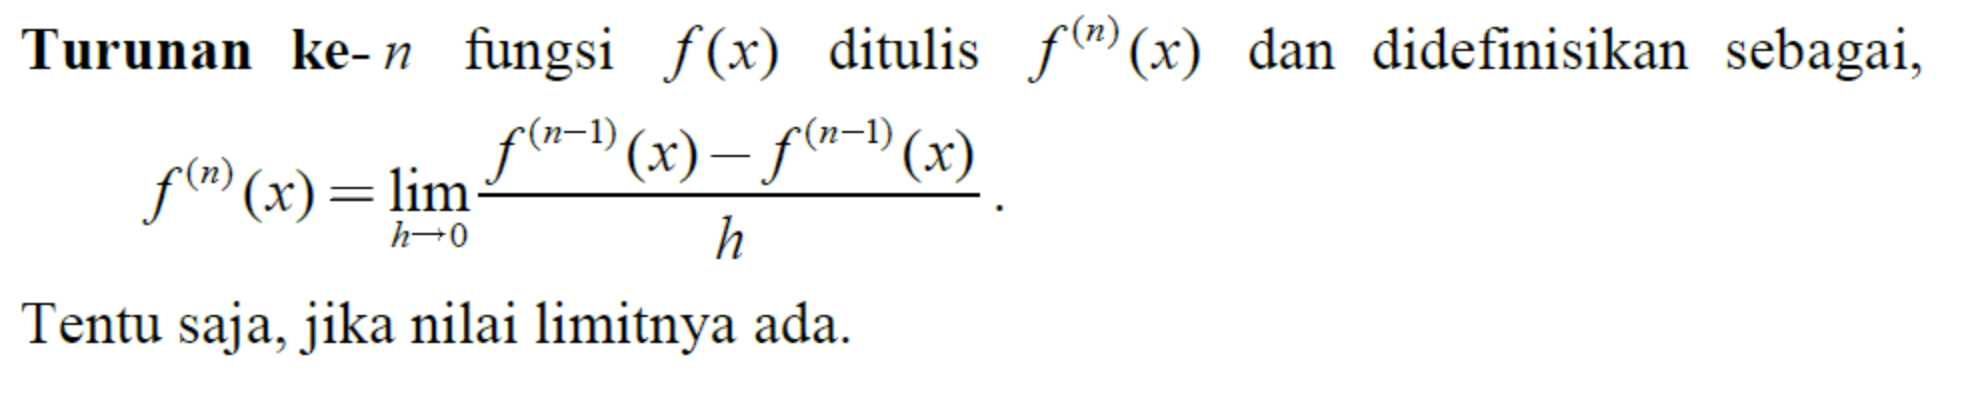 Turunan ke- n fungsi f(x) ditulis f^(n)(x) dan didefinisikan sebagai,
f^(n)(x) = lim_{h→0} (f^(n−1)(x) − f^(n−1)(x)) / h .
Tentu saja, jika nilai limitnya ada.